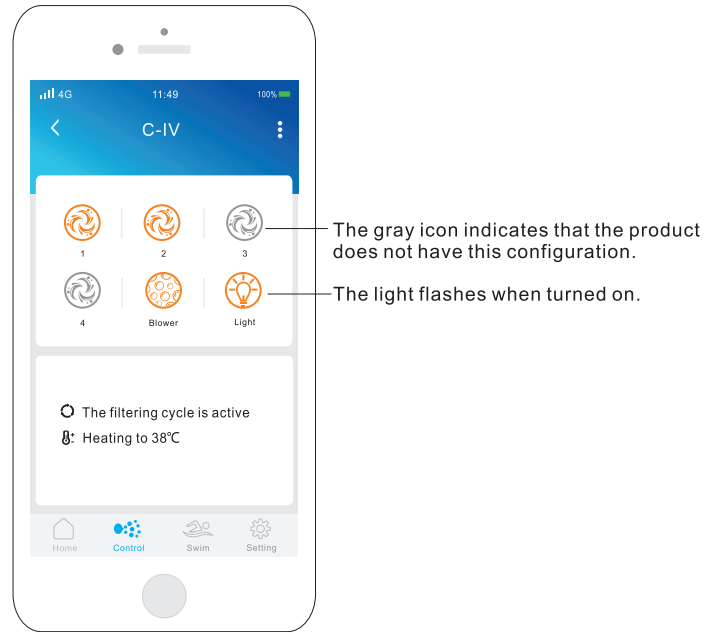 4G 11:49 100%
C-IV
1 2 3
The gray icon indicates that the product
does not have this configuration.
4 Blower Light
The light flashes when turned on.
The filtering cycle is active
Heating to 38℃
Home Control Swim Setting